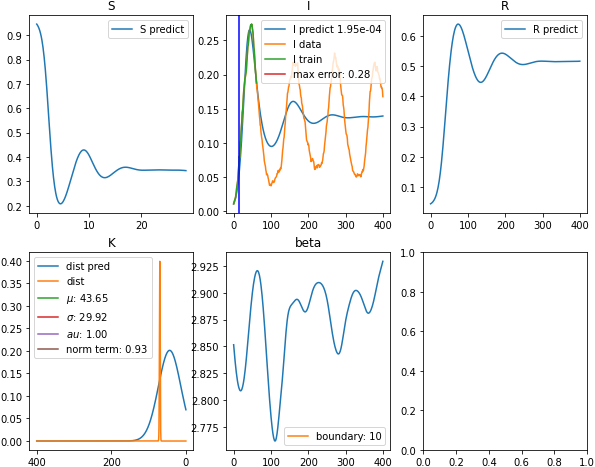 S
I
R
S predict
I predict 1.95e-04
I data
I train
max error: 0.28
R predict
0.9
0.8
0.7
0.6
0.5
0.4
0.3
0.2
0 10 20
0.25
0.20
0.15
0.10
0.05
0.00
0 100 200 300 400
0.6
0.5
0.4
0.3
0.2
0.1
0 100 200 300 400
K
beta
dist pred
dist
μ: 43.65
σ: 29.92
au: 1.00
norm term: 0.93
0.40
0.35
0.30
0.25
0.20
0.15
0.10
0.05
0.00
400 200 0
2.925
2.900
2.875
2.850
2.825
2.800
2.775
boundary: 10
0 100 200 300 400
1.0
0.8
0.6
0.4
0.2
0.0
0.0 0.2 0.4 0.6 0.8 1.0